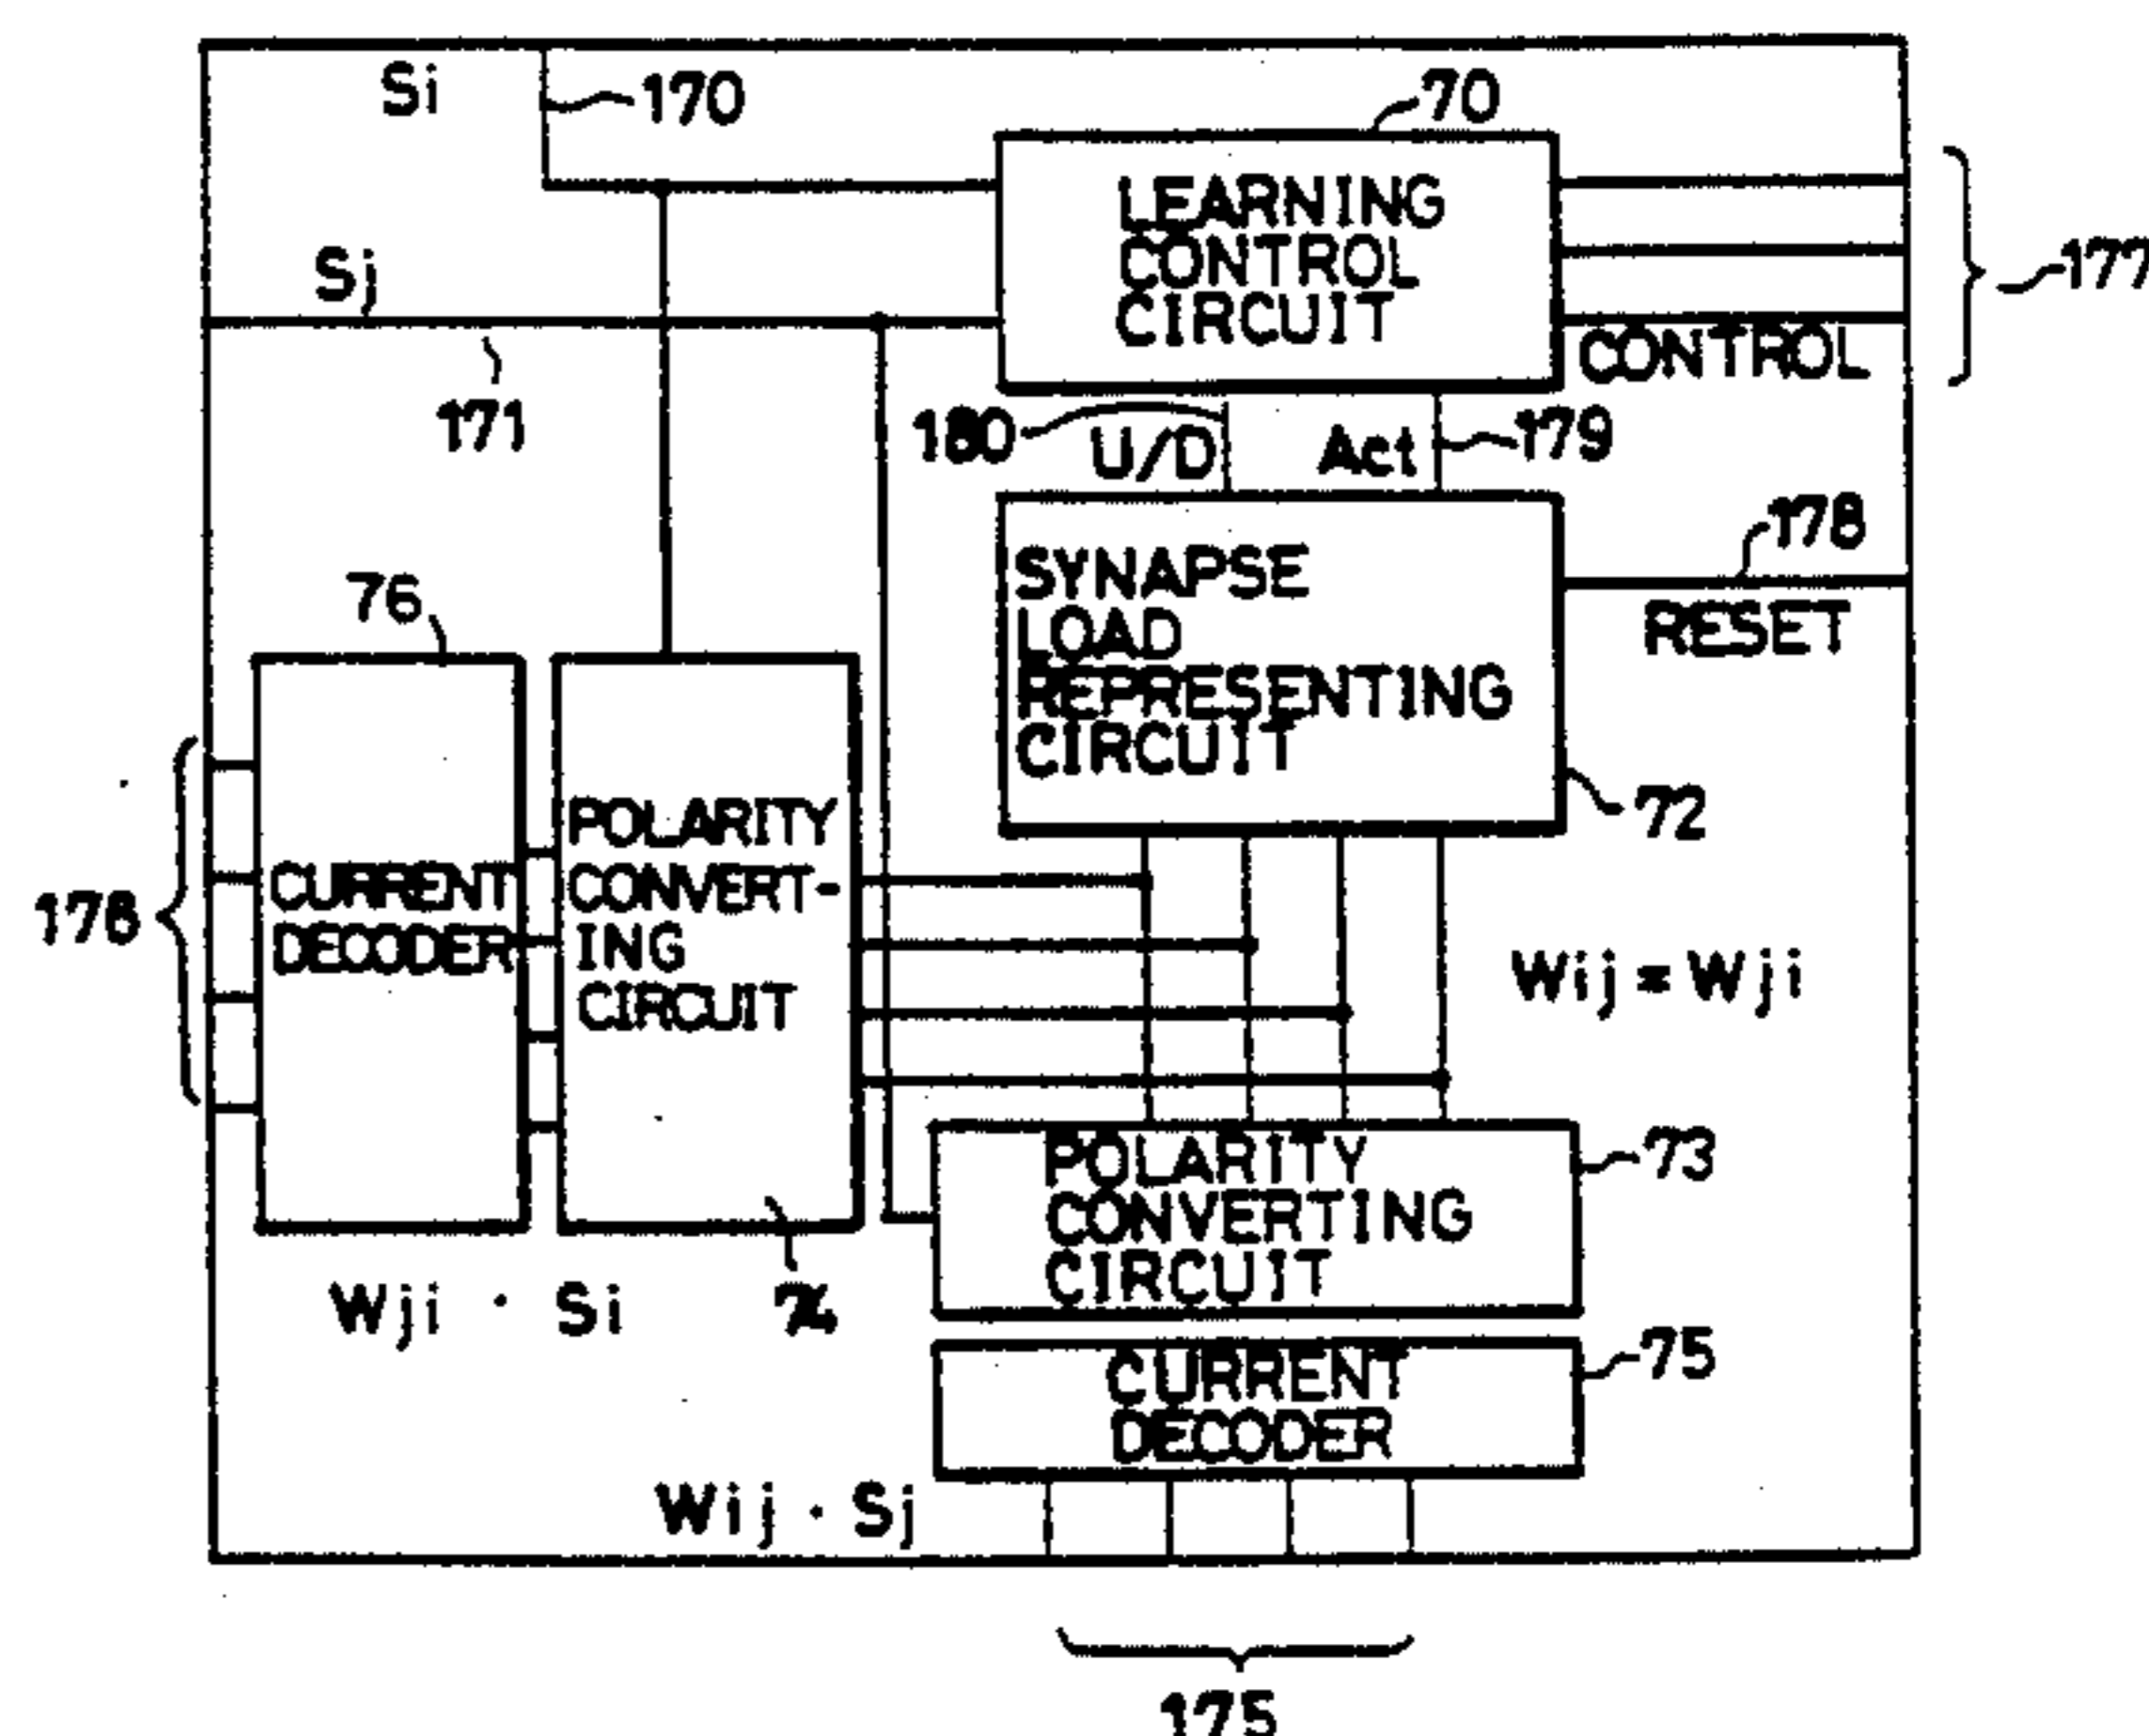 Si
170
70
LEARNING
CONTROL
CIRCUIT
Sj
177
CONTROL
171
180
U/D
Act
179
178
SYNAPSE
LOAD
REPRESENTING
CIRCUIT
RESET
76
72
POLARITY
CONVERT-
ING
CIRCUIT
CURRENT
DECODER
176
Wij = Wji
POLARITY
CONVERTING
CIRCUIT
73
Wji · Si
74
CURRENT
DECODER
75
Wij · Sj
175